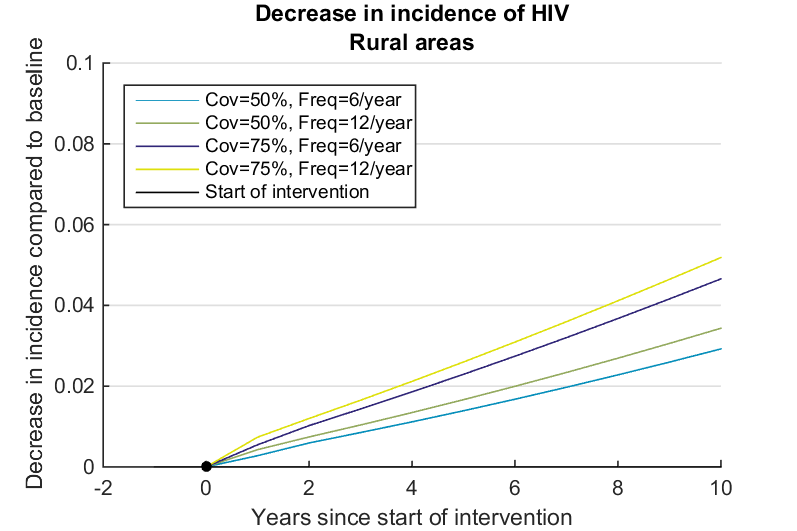 Decrease in incidence of HIV
Rural areas
Decrease in incidence compared to baseline
0.1
0.08
0.06
0.04
0.02
0
Cov=50%, Freq=6/year
Cov=50%, Freq=12/year
Cov=75%, Freq=6/year
Cov=75%, Freq=12/year
Start of intervention
-2 0 2 4 6 8 10
Years since start of intervention